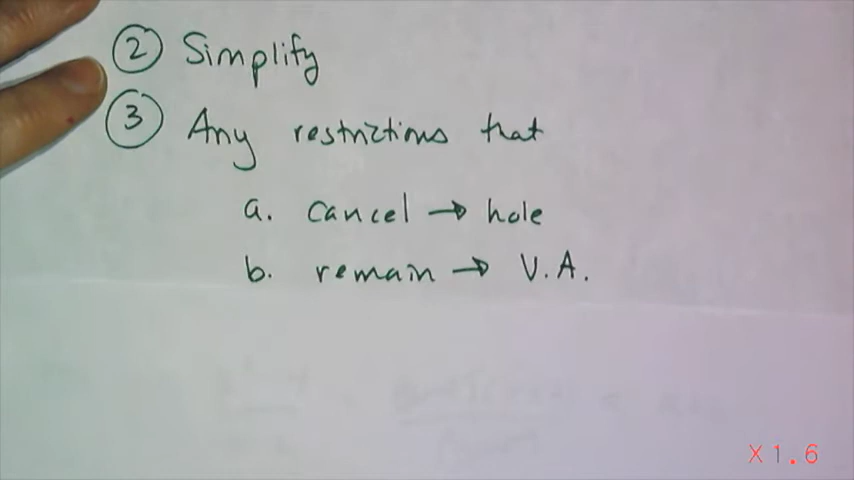 ② Simplify
③ Any restrictions that
a. cancel → hole
b. remain → V.A.
X1.6